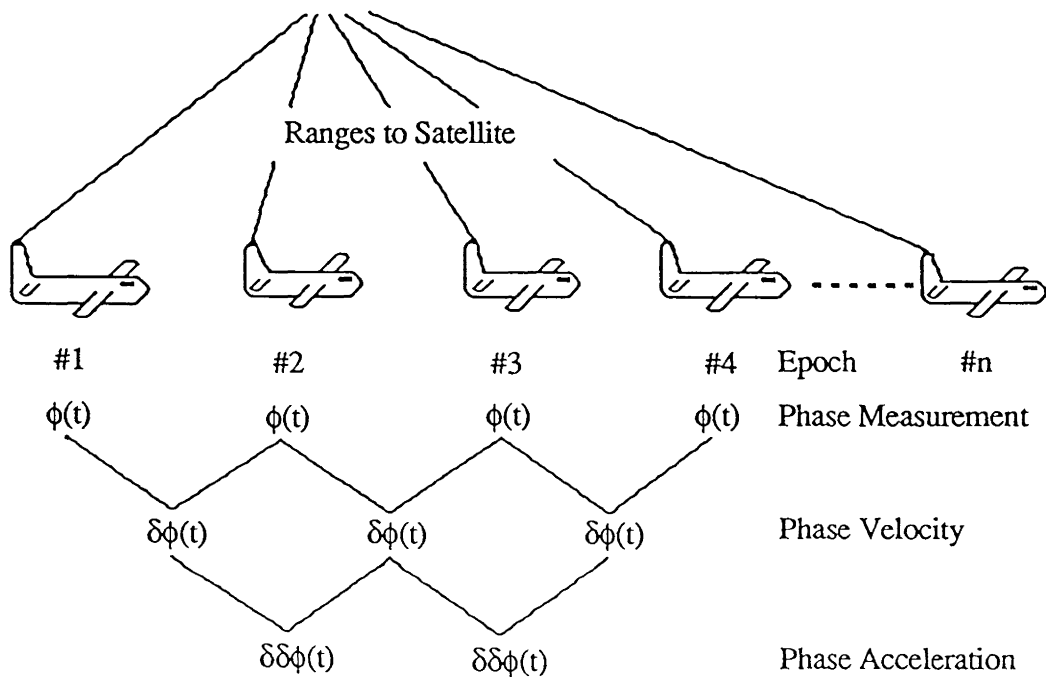 Ranges to Satellite
#1 #2 #3 #4 Epoch #n
ϕ(t) ϕ(t) ϕ(t) ϕ(t) Phase Measurement
δϕ(t) δϕ(t) δϕ(t) Phase Velocity
δδϕ(t) δδϕ(t) Phase Acceleration